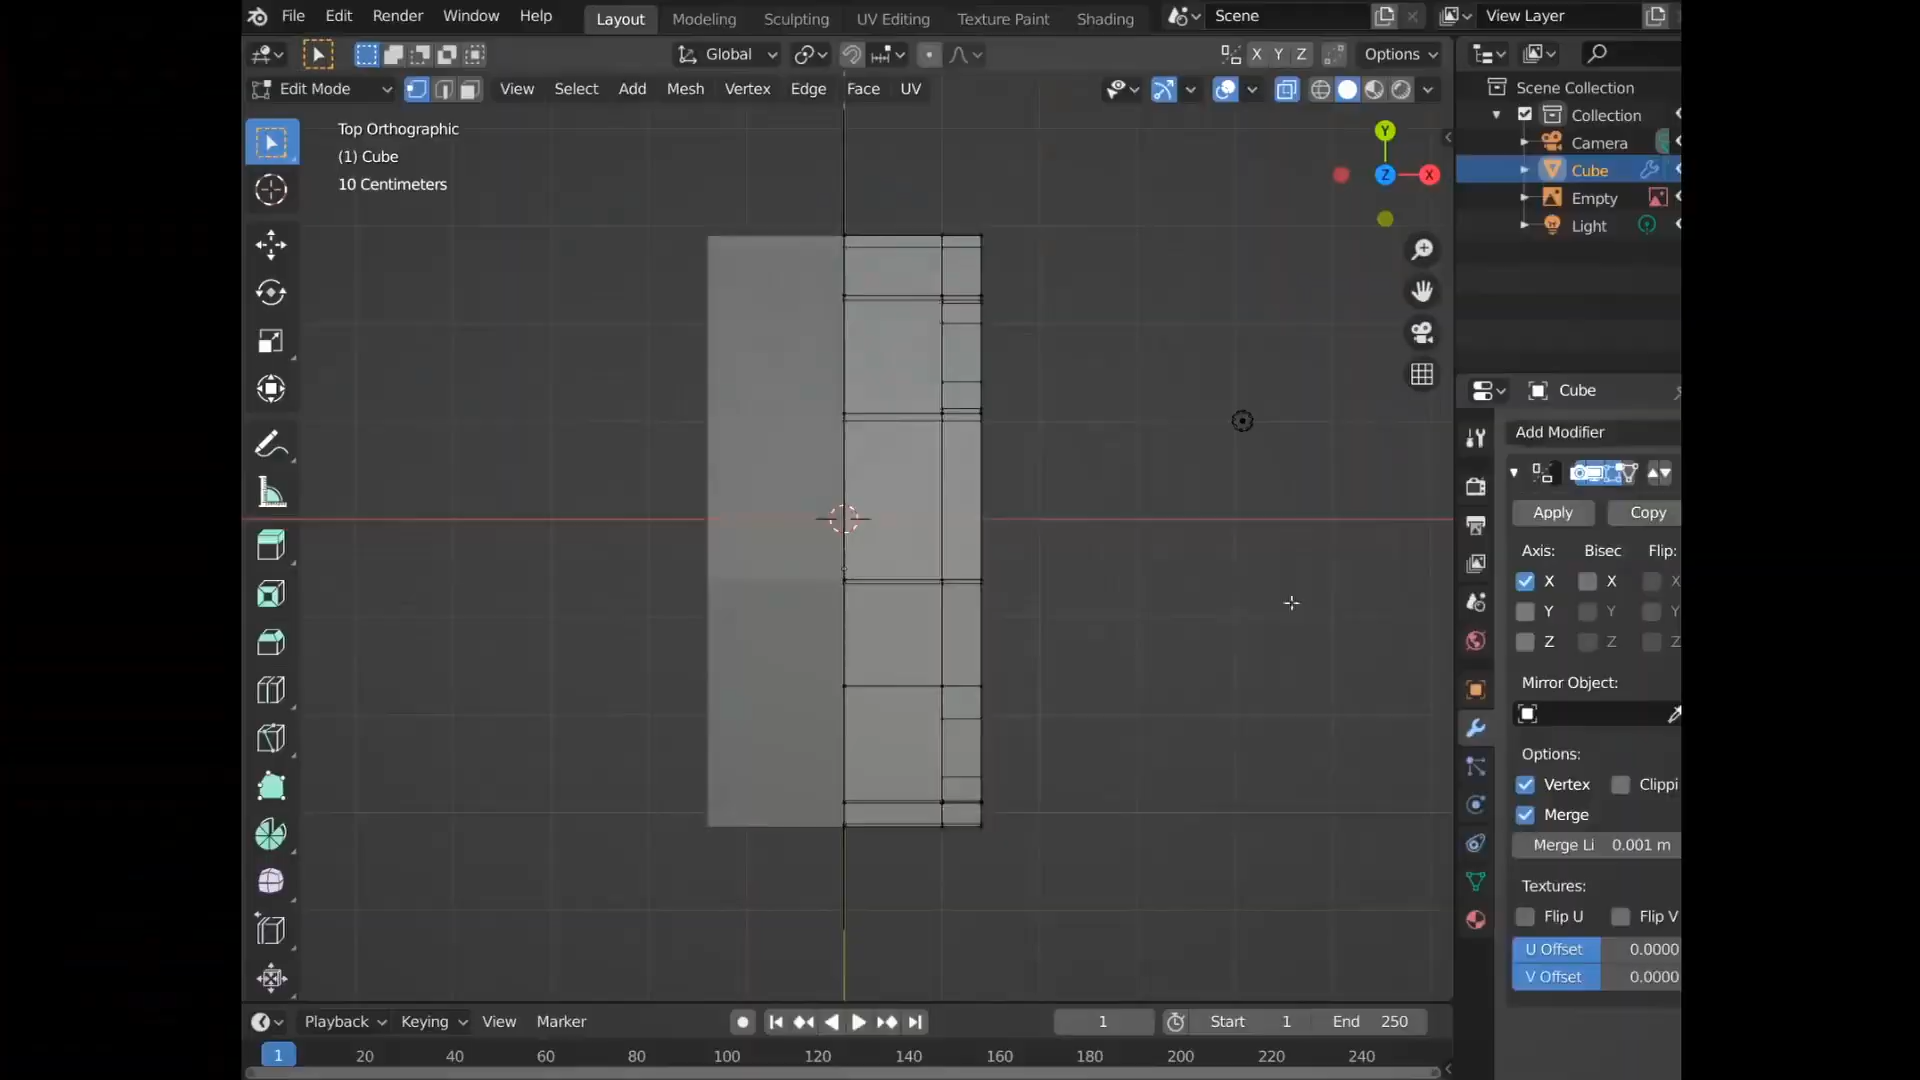 File Edit Render Window Help Layout Modeling Sculpting UV Editing Texture Paint Shading Scene View Layer
Global X Y Z Options
Edit Mode View Select Add Mesh Vertex Edge Face UV
Top Orthographic
(1) Cube
10 Centimeters
Y
Z X
Scene Collection
Collection
Camera
Cube
Empty
Light
Cube
Add Modifier
Apply Copy
Axis: Bisec Flip:
X X X
Y Y Y
Z Z Z
Mirror Object:
Options:
Vertex Clippi
Merge
Merge Li 0.001 m
Textures:
Flip U Flip V
U Offset 0.0000
V Offset 0.0000
Playback Keying View Marker 1 Start 1 End 250
1 20 40 60 80 100 120 140 160 180 200 220 240